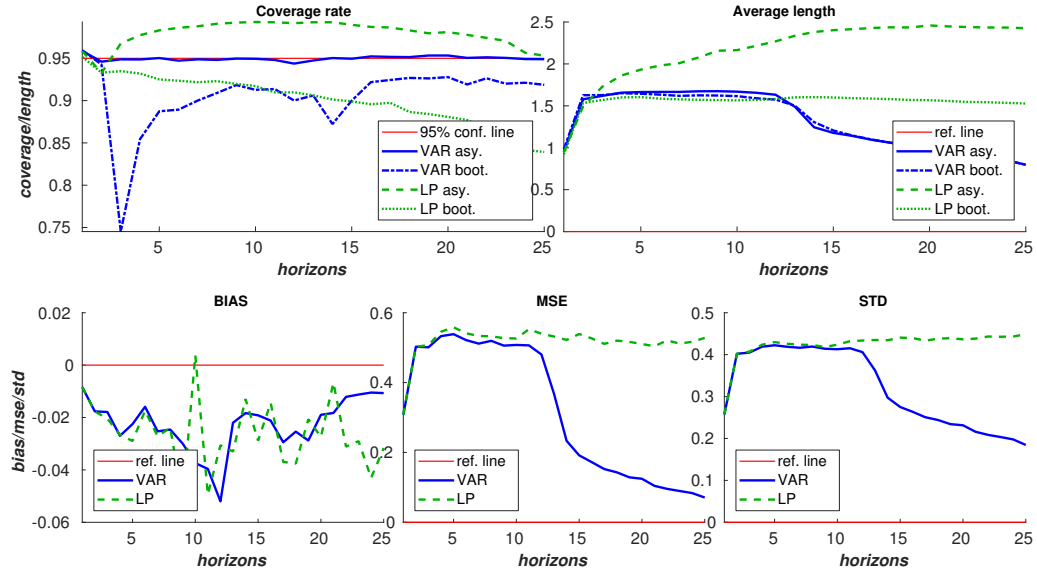 Coverage rate
coverage/length
0.95
0.9
0.85
0.8
0.75
95% conf. line
VAR asy.
VAR boot.
LP asy.
LP boot.
5 10 15 20 25
horizons
Average length
2.5
2
1.5
1
0.5
0
ref. line
VAR asy.
VAR boot.
LP asy.
LP boot.
5 10 15 20 25
horizons
BIAS
bias/mse/std
0.02
0
-0.02
-0.04
-0.06
ref. line
VAR
LP
5 10 15 20 25
horizons
MSE
0.6
0.4
0.2
0
ref. line
VAR
LP
5 10 15 20 25
horizons
STD
0.5
0.4
0.3
0.2
0.1
0
ref. line
VAR
LP
5 10 15 20 25
horizons